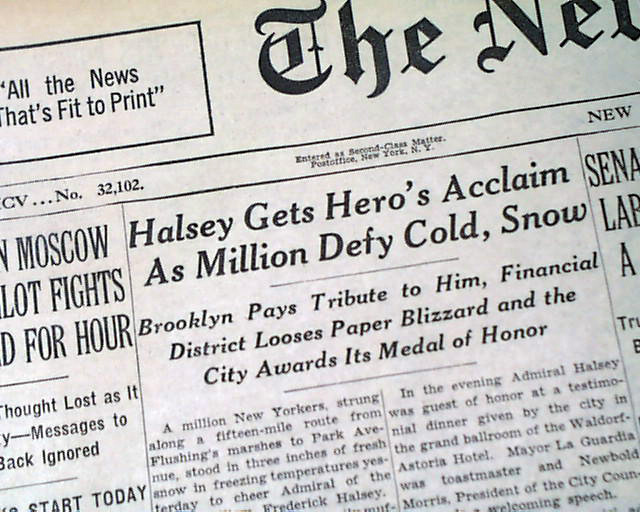 "All the News
That's Fit to Print"
The Ne
CV...No. 32,102.
Entered as Second-Class Matter.
Postoffice, New York, N. Y.
NEW
MOSCOW
LOT FIGHTS
D FOR HOUR
Thought Lost as It
y—Messages to
Back Ignored
START TODAY
Halsey Gets Hero's Acclaim
As Million Defy Cold, Snow
Brooklyn Pays Tribute to Him, Financial
District Looses Paper Blizzard and the
City Awards Its Medal of Honor
A million New Yorkers, strung
along a fifteen-mile route from
Flushing's marshes to Park Ave-
nue, stood in three inches of fresh
snow in freezing temperatures yes-
terday to cheer Admiral of the
Frederick Halsey.
In the evening Admiral Halsey
was guest of honor at a testimo-
nial dinner given by the city in
the grand ballroom of the Waldorf-
Astoria Hotel. Mayor La Guardia
was toastmaster and Newbold
Morris, President of the City Coun
a welcoming speech.
SENA
LAB
A
Tru